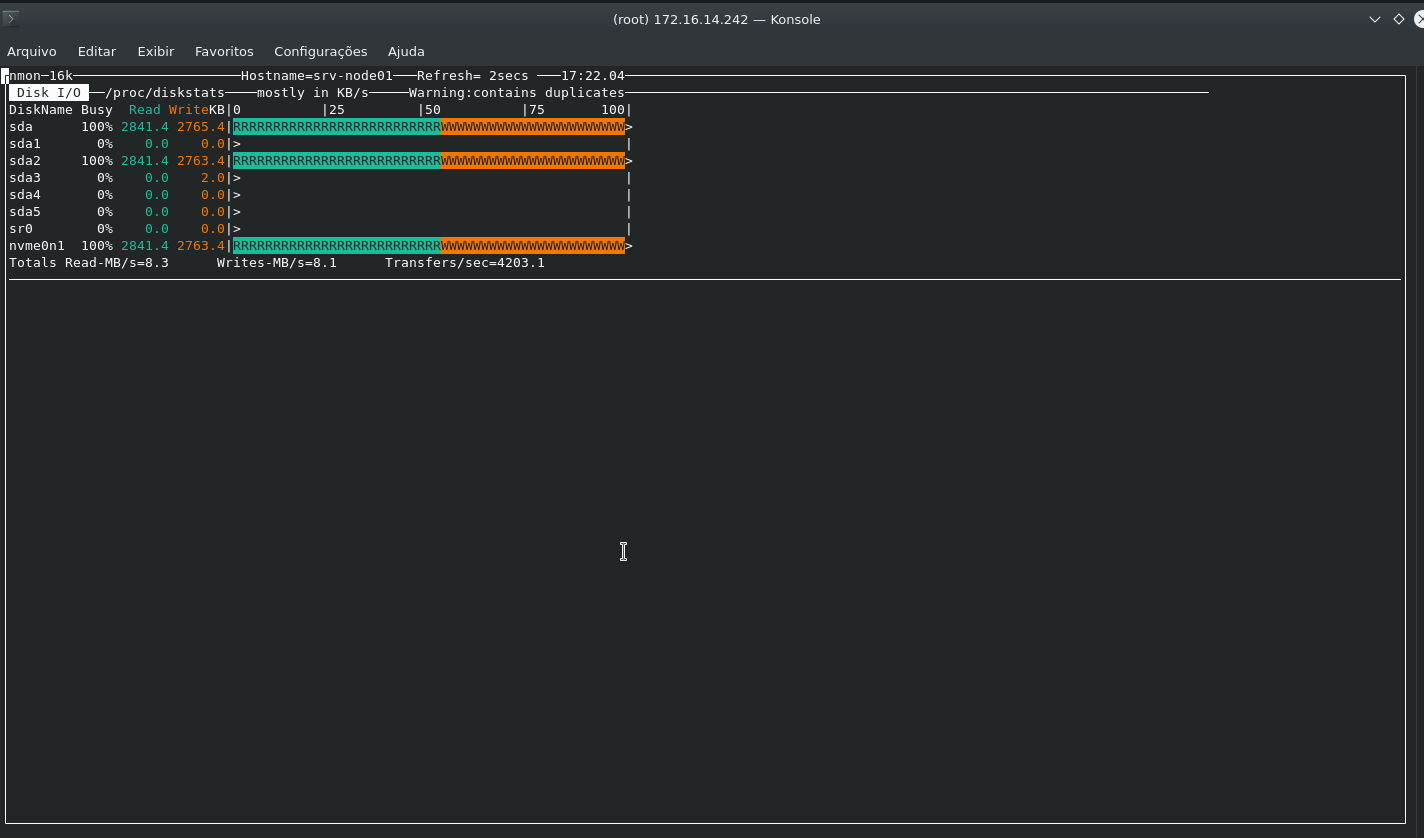 (root) 172.16.14.242 — Konsole
Arquivo Editar Exibir Favoritos Configurações Ajuda
nmon─16k─────────────────────Hostname=srv-node01───Refresh= 2secs ───17:22.04
Disk I/O ──/proc/diskstats────mostly in KB/s─────Warning:contains duplicates
DiskName Busy  Read WriteKB|0          |25         |50          |75       100|
sda      100% 2841.4 2765.4|RRRRRRRRRRRRRRRRRRRRRRRRRRWWWWWWWWWWWWWWWWWWWWWWW>
sda1       0%    0.0    0.0|>                                                |
sda2     100% 2841.4 2763.4|RRRRRRRRRRRRRRRRRRRRRRRRRRWWWWWWWWWWWWWWWWWWWWWWW>
sda3       0%    0.0    2.0|>                                                |
sda4       0%    0.0    0.0|>                                                |
sda5       0%    0.0    0.0|>                                                |
sr0        0%    0.0    0.0|>                                                |
nvme0n1  100% 2841.4 2763.4|RRRRRRRRRRRRRRRRRRRRRRRRRRWWWWWWWWWWWWWWWWWWWWWWW>
Totals Read-MB/s=8.3      Writes-MB/s=8.1      Transfers/sec=4203.1